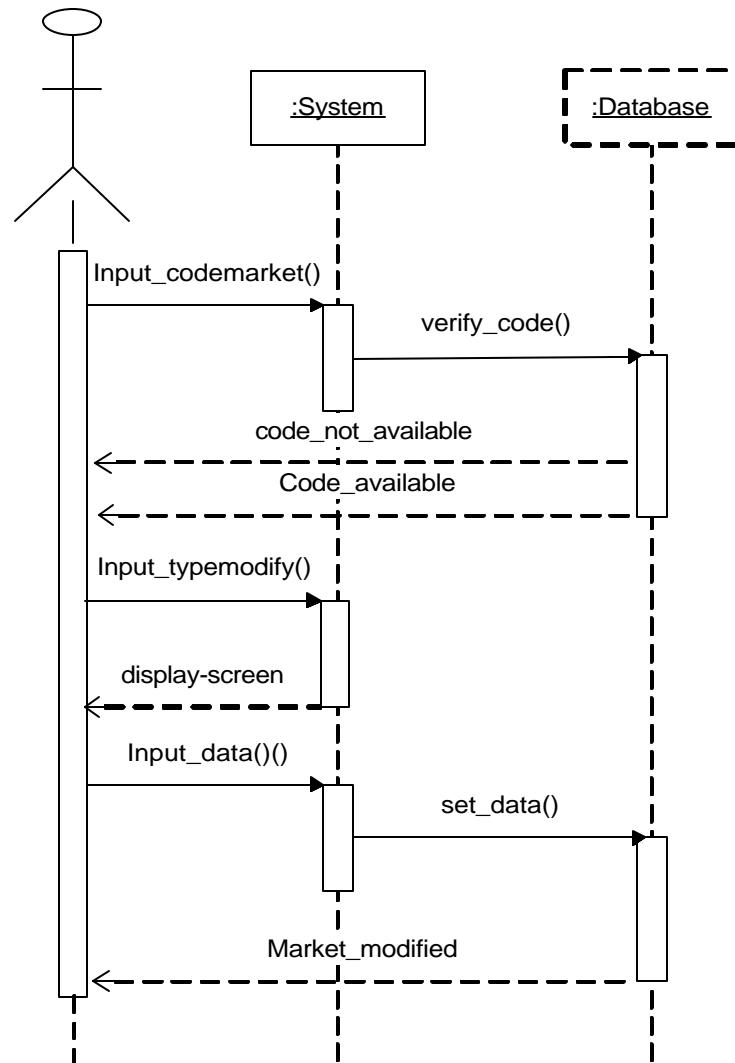 :System
:Database
Input_codemarket()
verify_code()
code_not_available
Code_available
Input_typemodify()
display-screen
Input_data()()
set_data()
Market_modified